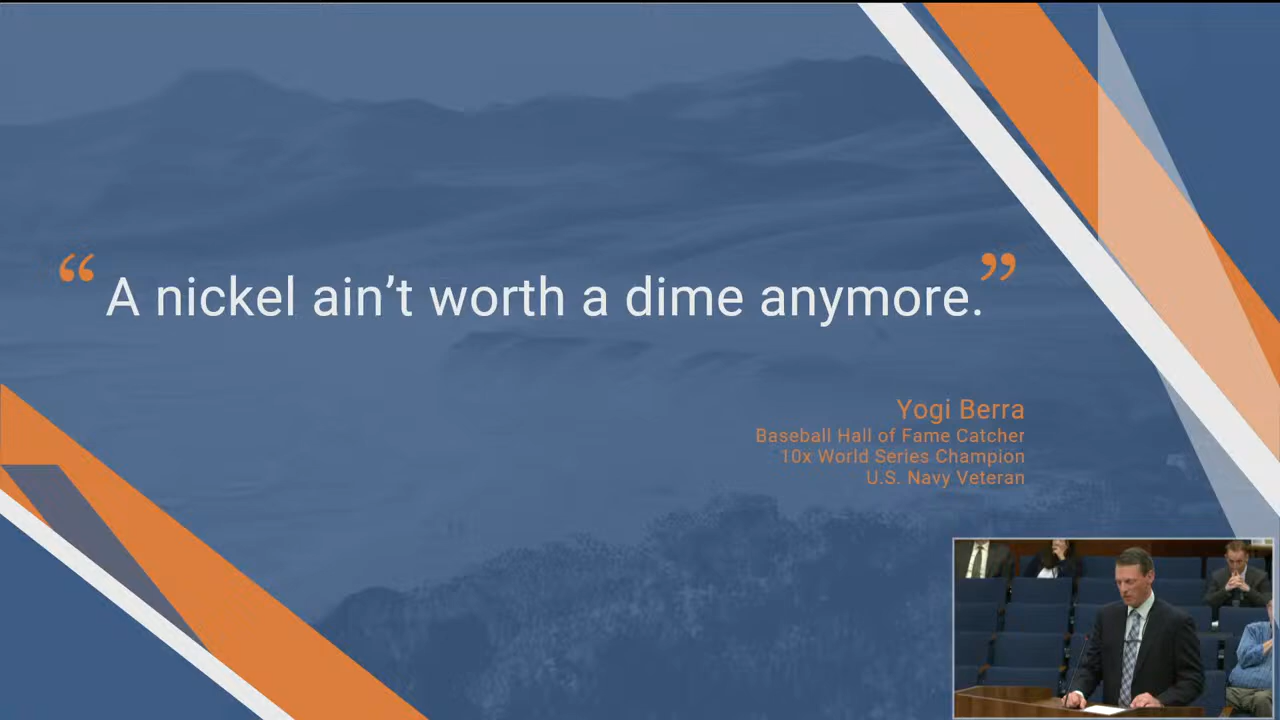 “A nickel ain’t worth a dime anymore.”
Yogi Berra
Baseball Hall of Fame Catcher
10x World Series Champion
U.S. Navy Veteran